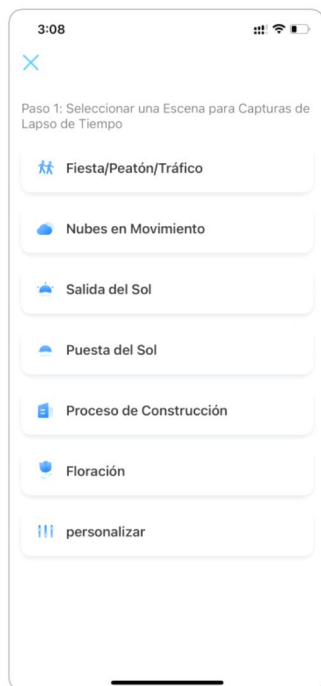 3:08
Paso 1: Seleccionar una Escena para Capturas de
Lapso de Tiempo
Fiesta/Peatón/Tráfico
Nubes en Movimiento
Salida del Sol
Puesta del Sol
Proceso de Construcción
Floración
personalizar